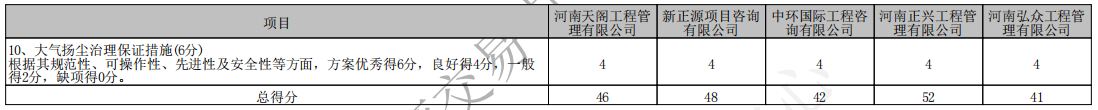 项目 河南天阁工程管理有限公司 新正源项目咨询有限公司 中环国际工程咨询有限公司 河南正兴工程管理有限公司 河南弘众工程管理有限公司
10、大气扬尘治理保证措施(6分)
根据其规范性、可操作性、先进性及安全性等方面，方案优秀得6分，良好得4分，一般
得2分，缺项得0分。 4 4 4 4 4
总得分 46 48 42 52 41
交易
心